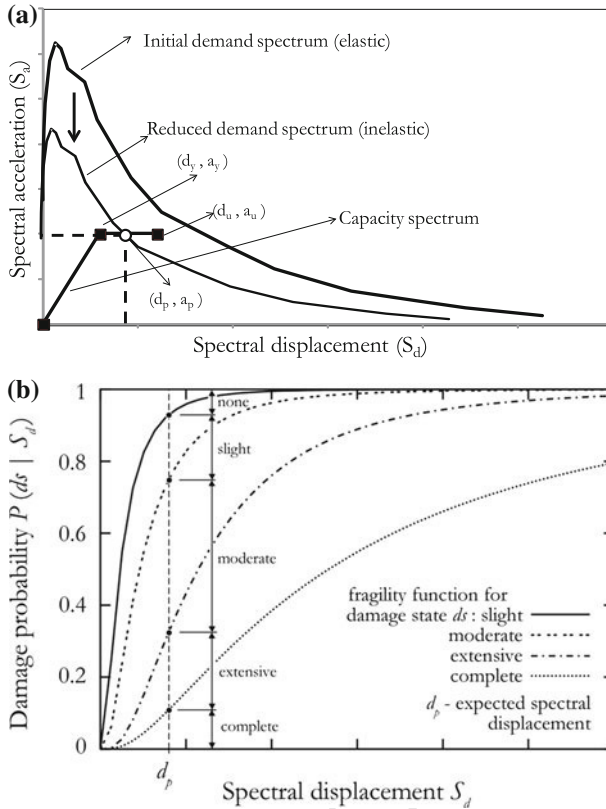 (a)
Initial demand spectrum (elastic)
Reduced demand spectrum (inelastic)
(dy , ay)
(du , au)
Capacity spectrum
(dp , ap)
Spectral acceleration (Sa)
Spectral displacement (Sd)
(b)
1
0.8
0.6
0.4
0.2
0
Damage probability P (ds | Sd)
none
slight
moderate
extensive
complete
fragility function for
damage state ds : slight
moderate
extensive
complete
dp - expected spectral
displacement
dp
Spectral displacement Sd